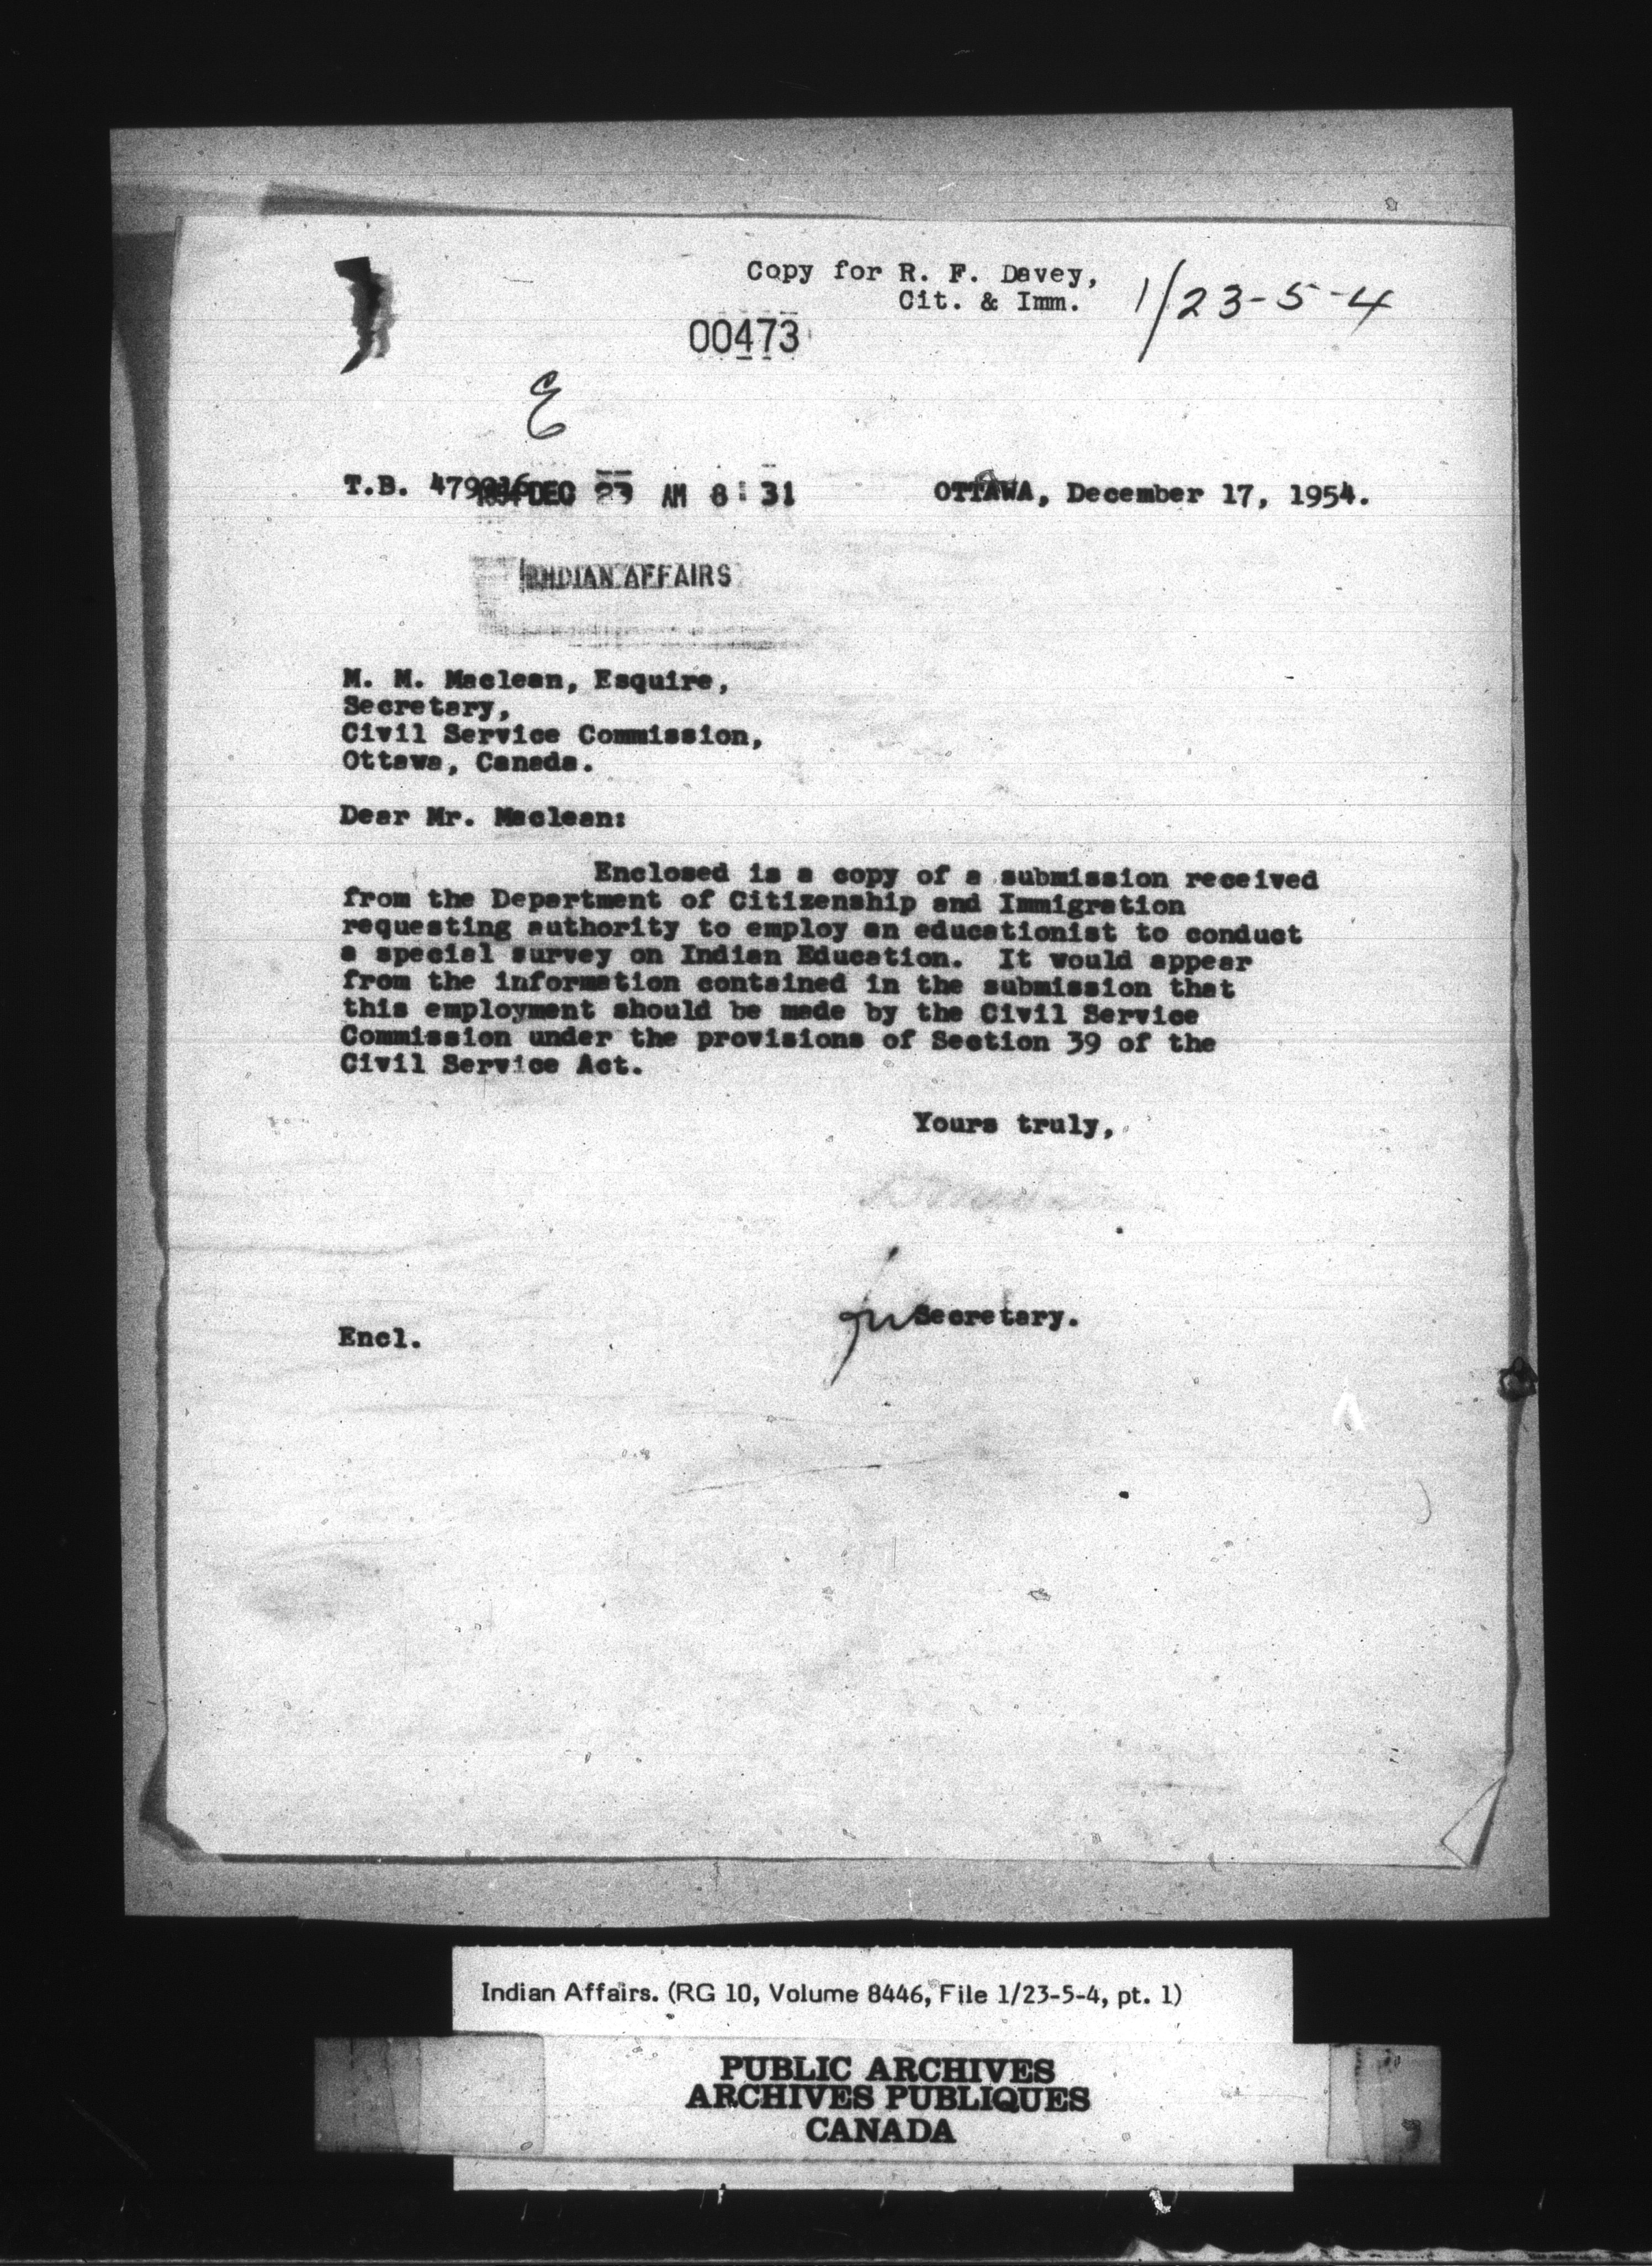 Copy for R. F. Davey,
Cit. & Imm.
1/23-5-4
00473
E
T.B. DEC AM 8:31
OTTAWA, December 17, 1954.
INDIAN AFFAIRS
M. M. Maclean, Esquire,
Secretary,
Civil Service Commission,
Ottawa, Canada.
Dear Mr. Maclean:
Enclosed is a copy of a submission received
from the Department of Citizenship and Immigration
requesting authority to employ an educationist to conduct
a special survey on Indian Education. It would appear
from the information contained in the submission that
this employment should be made by the Civil Service
Commission under the provisions of Section 39 of the
Civil Service Act.
Yours truly,
for Secretary.
Encl.
Indian Affairs. (RG 10, Volume 8446, File 1/23-5-4, pt. 1)
PUBLIC ARCHIVES
ARCHIVES PUBLIQUES
CANADA